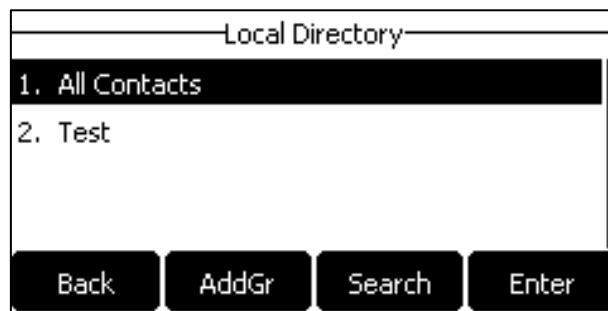 Local Directory
1. All Contacts
2. Test
Back AddGr Search Enter